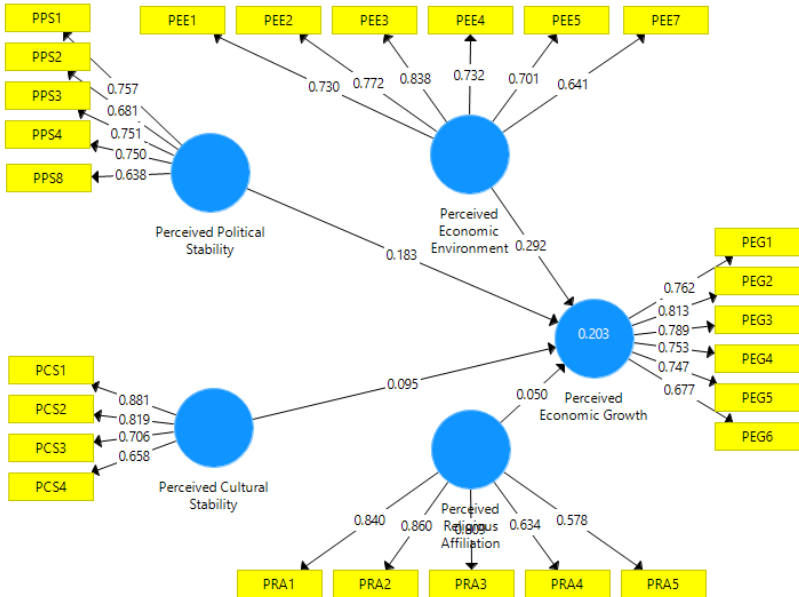 PPS1
PPS2
PPS3
PPS4
PPS8
0.757
0.681
0.751
0.750
0.638
Perceived Political
Stability
PEE1
PEE2
PEE3
PEE4
PEE5
PEE7
0.730
0.772
0.838
0.732
0.701
0.641
Perceived
Economic
Environment
0.183
0.292
0.095
0.050
0.203
Perceived
Economic Growth
PEG1
PEG2
PEG3
PEG4
PEG5
PEG6
0.762
0.813
0.789
0.753
0.747
0.677
PCS1
PCS2
PCS3
PCS4
0.881
0.819
0.706
0.658
Perceived Cultural
Stability
Perceived
Religious
Affiliation
0.840
0.860
0.634
0.578
PRA1
PRA2
PRA3
PRA4
PRA5